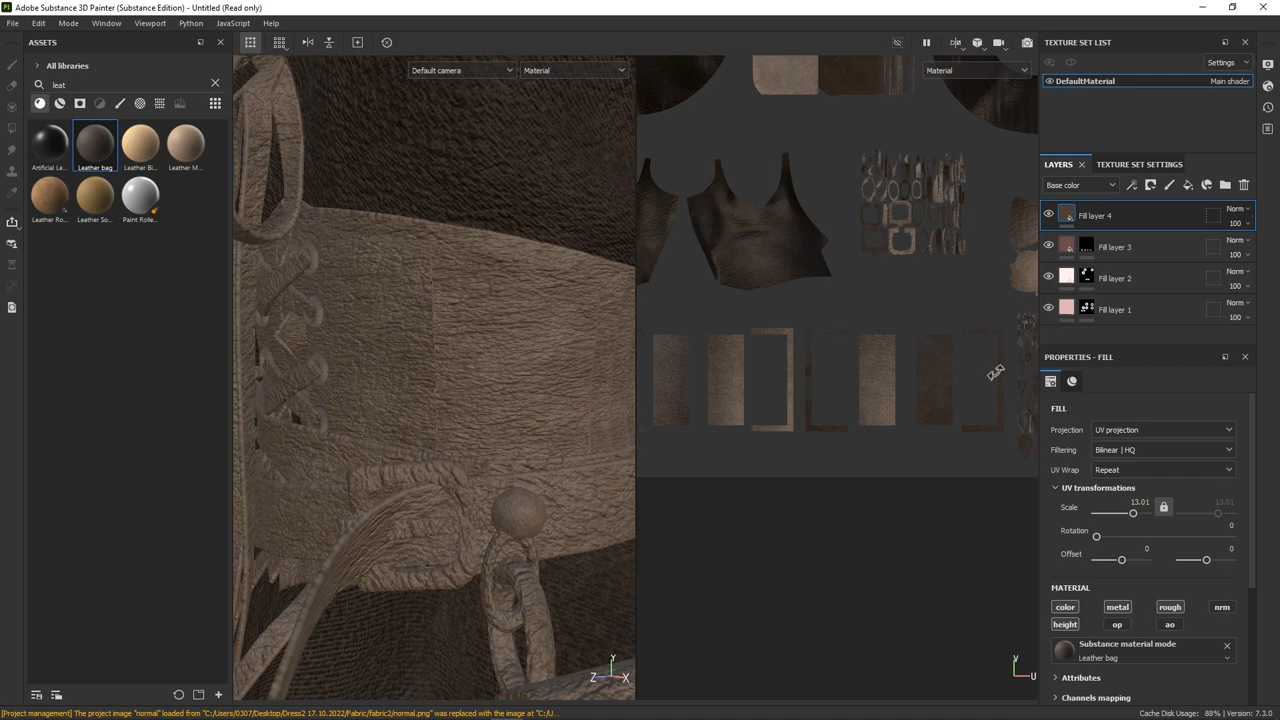 Adobe Substance 3D Painter (Substance Edition) - Untitled (Read only)
File Edit Mode Window Viewport Python JavaScript Help
ASSETS
All libraries
leat
Artificial Le...
Leather bag
Leather Bi...
Leather M...
Leather Ro...
Leather So...
Paint Rolle...
Default camera
Material
Material
Z X Y
V U
TEXTURE SET LIST
Settings
DefaultMaterial Main shader
LAYERS TEXTURE SET SETTINGS
Base color
Fill layer 4 Norm 100
Fill layer 3 Norm 100
Fill layer 2 Norm 100
Fill layer 1 Norm 100
PROPERTIES - FILL
FILL
Projection UV projection
Filtering Bilinear | HQ
UV Wrap Repeat
UV transformations
Scale 13.01 13.01
Rotation 0
Offset 0 0
MATERIAL
color metal rough nrm
height op ao
Substance material mode
Leather bag
Attributes
Channels mapping
[Project management] The project image "normal" loaded from "C:/Users/0307/Desktop/Dress2 17.10.2022/Fabric/fabric2/normal.png" was replaced with the image at "C:/U...
Cache Disk Usage: 88% | Version: 7.3.0